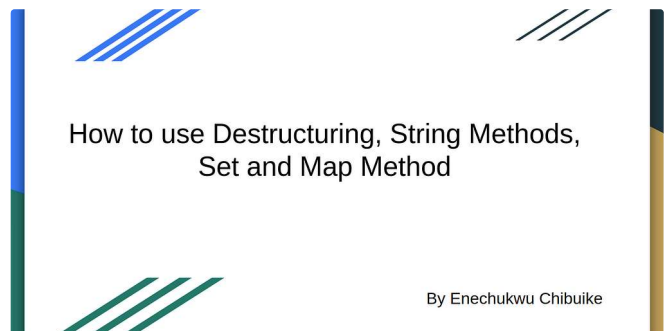 How to use Destructuring, String Methods,
Set and Map Method
By Enechukwu Chibuike